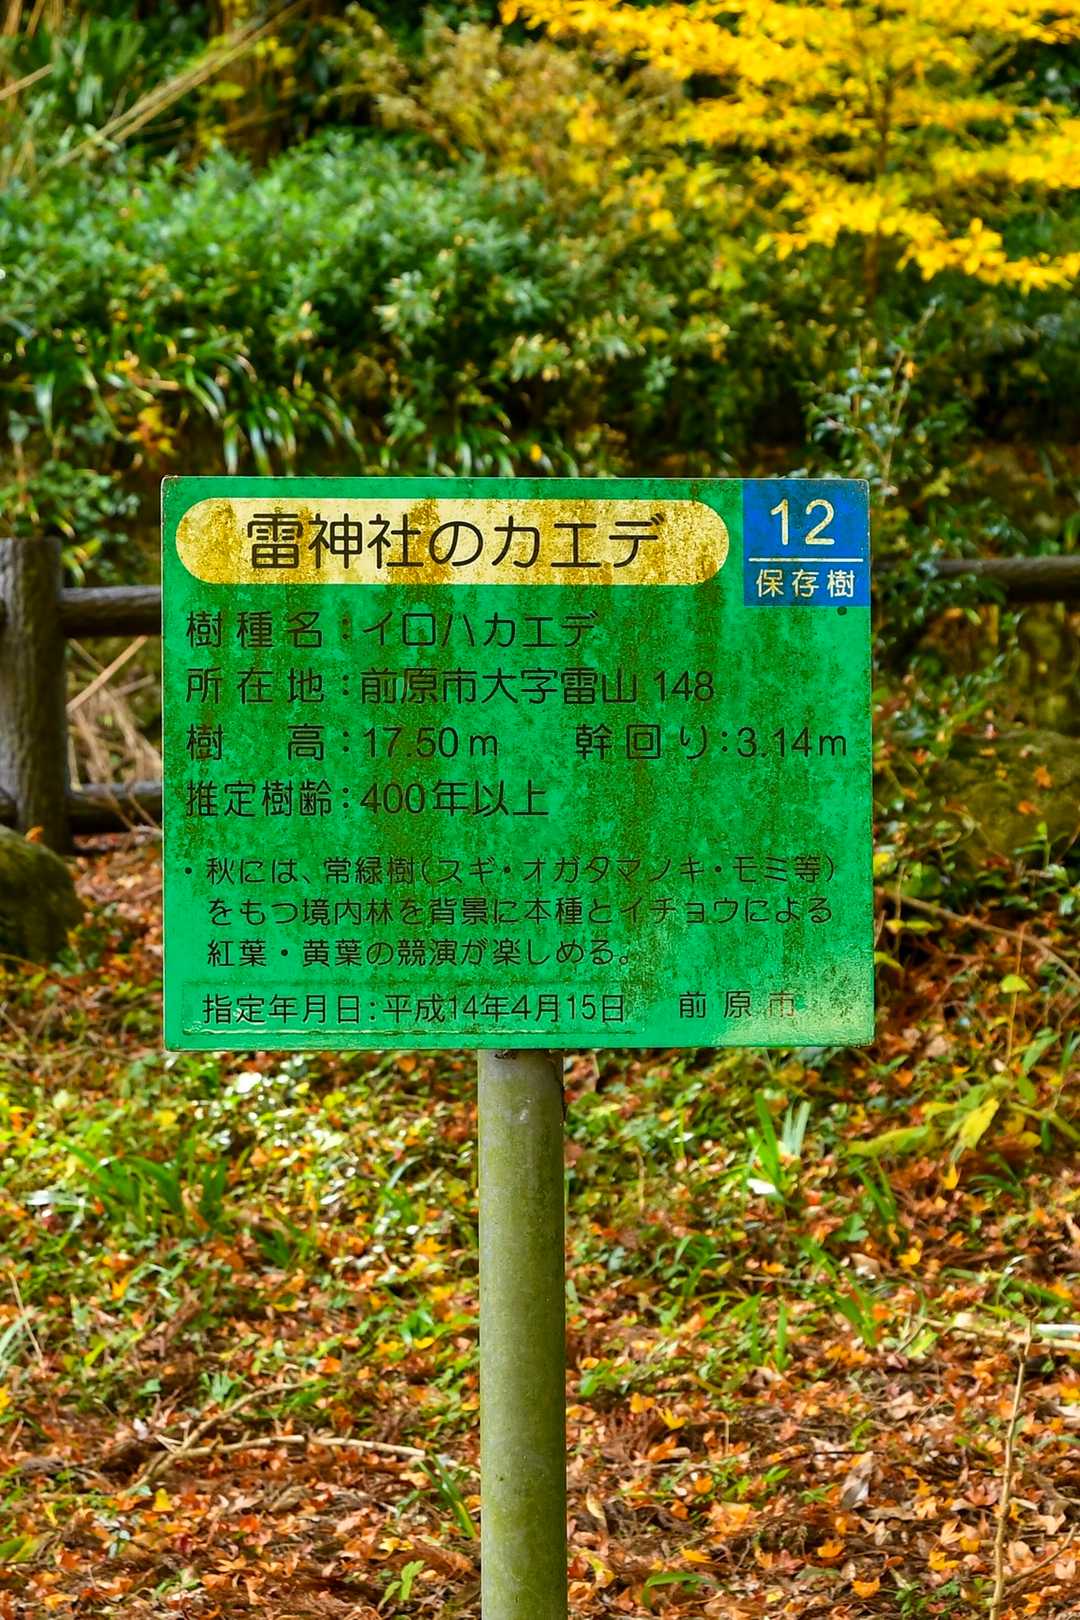 雷神社のカエデ
12
保存樹
樹種名：イロハカエデ
所在地：前原市大字雷山 148
樹　高：17.50m　幹回り：3.14m
推定樹齢：400年以上
・秋には、常緑樹（スギ・オガタマノキ・モミ等）
をもつ境内林を背景に本種とイチョウによる
紅葉・黄葉の競演が楽しめる。
指定年月日：平成14年4月15日　前原市